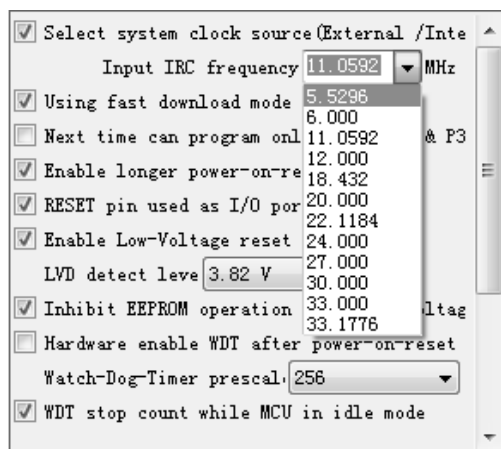 Select system clock source(External /Inte
Input IRC frequency 11.0592 MHz
Using fast download mode
Next time can program onl & P3
Enable longer power-on-re
RESET pin used as I/O por
Enable Low-Voltage reset
LVD detect leve 3.82 V
Inhibit EEPROM operation ltag
Hardware enable WDT after power-on-reset
Watch-Dog-Timer prescal 256
WDT stop count while MCU in idle mode
5.5296
6.000
11.0592
12.000
18.432
20.000
22.1184
24.000
27.000
30.000
33.000
33.1776